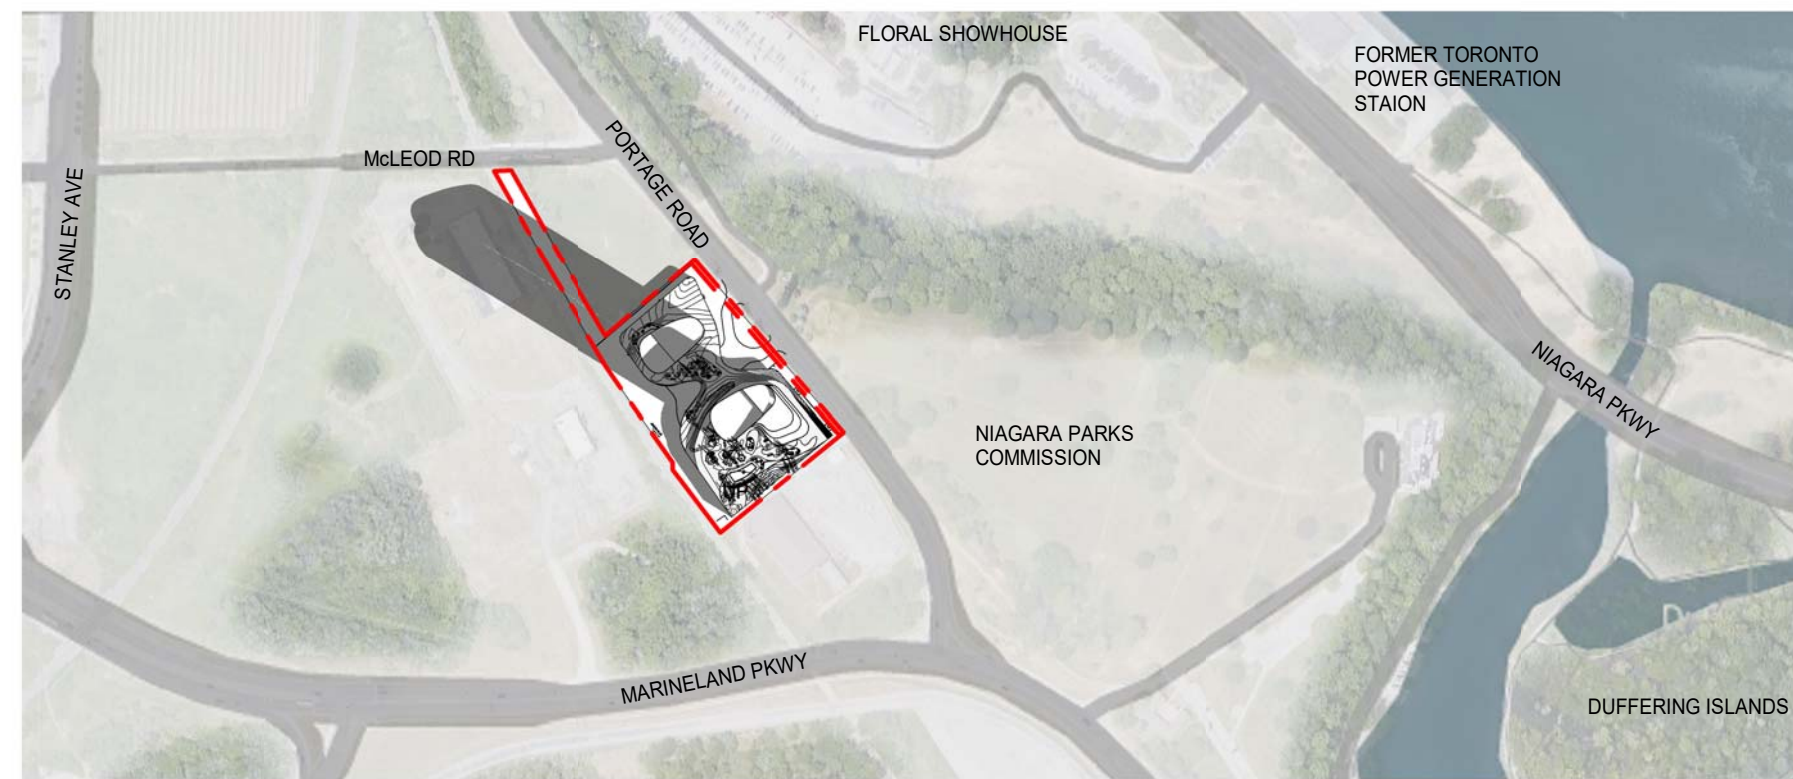 FLORAL SHOWHOUSE
FORMER TORONTO
POWER GENERATION
STAION
McLEOD RD
PORTAGE ROAD
STANLEY AVE
NIAGARA PKWY
NIAGARA PARKS
COMMISSION
MARINELAND PKWY
DUFFERING ISLANDS